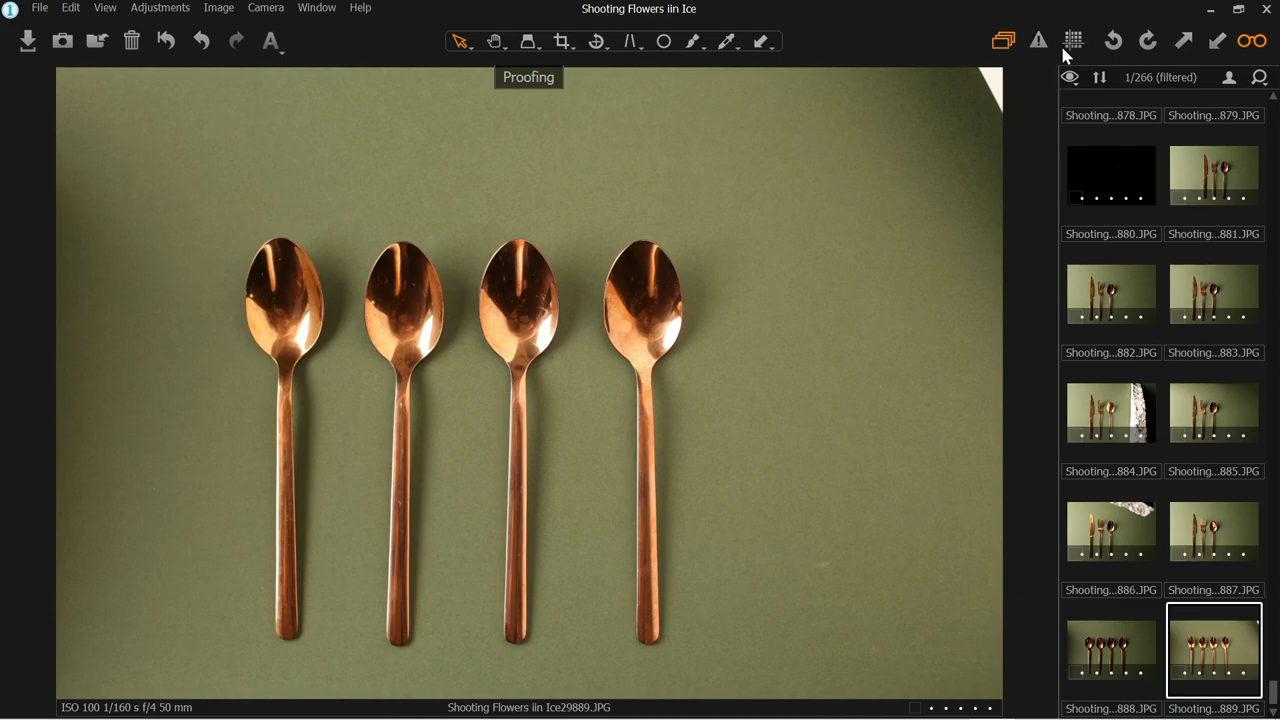 1 File Edit View Adjustments Image Camera Window Help
Shooting Flowers iin Ice
A
Proofing
1/266 (filtered)
Shooting...878.JPG Shooting...879.JPG
Shooting...880.JPG Shooting...881.JPG
Shooting...882.JPG Shooting...883.JPG
Shooting...884.JPG Shooting...885.JPG
Shooting...886.JPG Shooting...887.JPG
Shooting...888.JPG Shooting...889.JPG
ISO 100 1/160 s f/4 50 mm
Shooting Flowers iin Ice29889.JPG